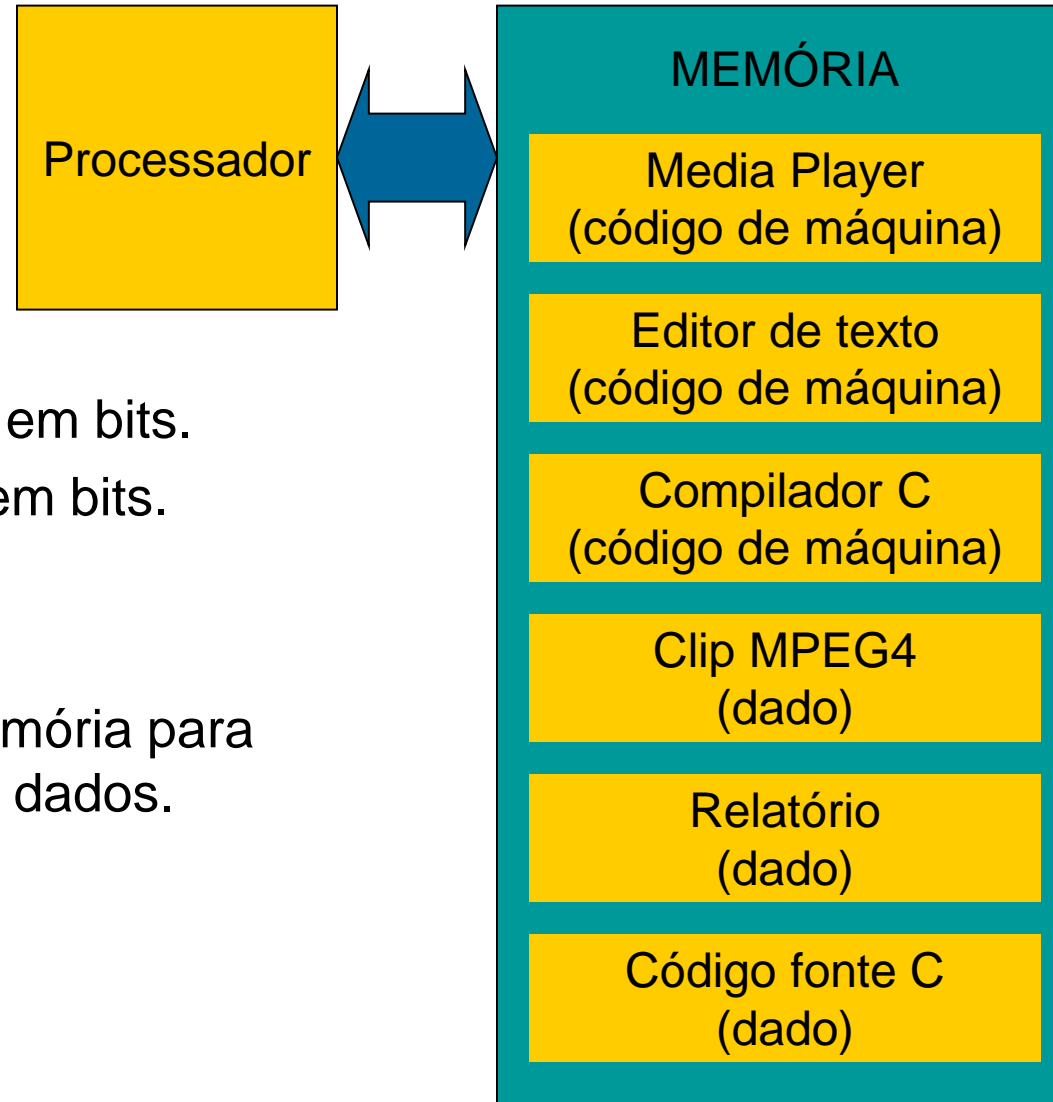 Processador
em bits.
em bits.
mória para
dados.
MEMÓRIA
Media Player
(código de máquina)
Editor de texto
(código de máquina)
Compilador C
(código de máquina)
Clip MPEG4
(dado)
Relatório
(dado)
Código fonte C
(dado)